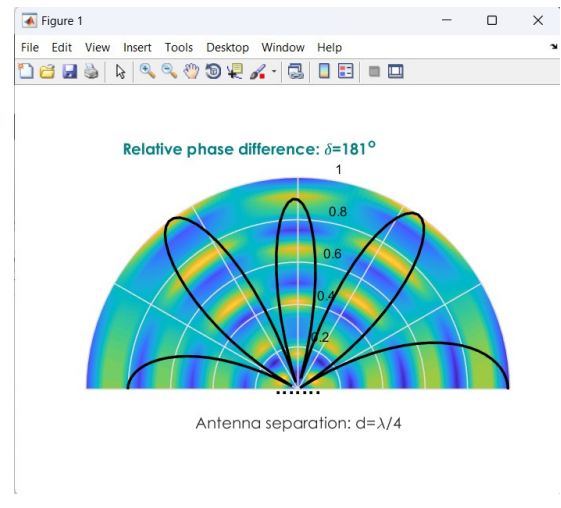 Figure 1
File Edit View Insert Tools Desktop Window Help
Relative phase difference: δ=181°
1
0.8
0.6
0.4
0.2
Antenna separation: d=λ/4